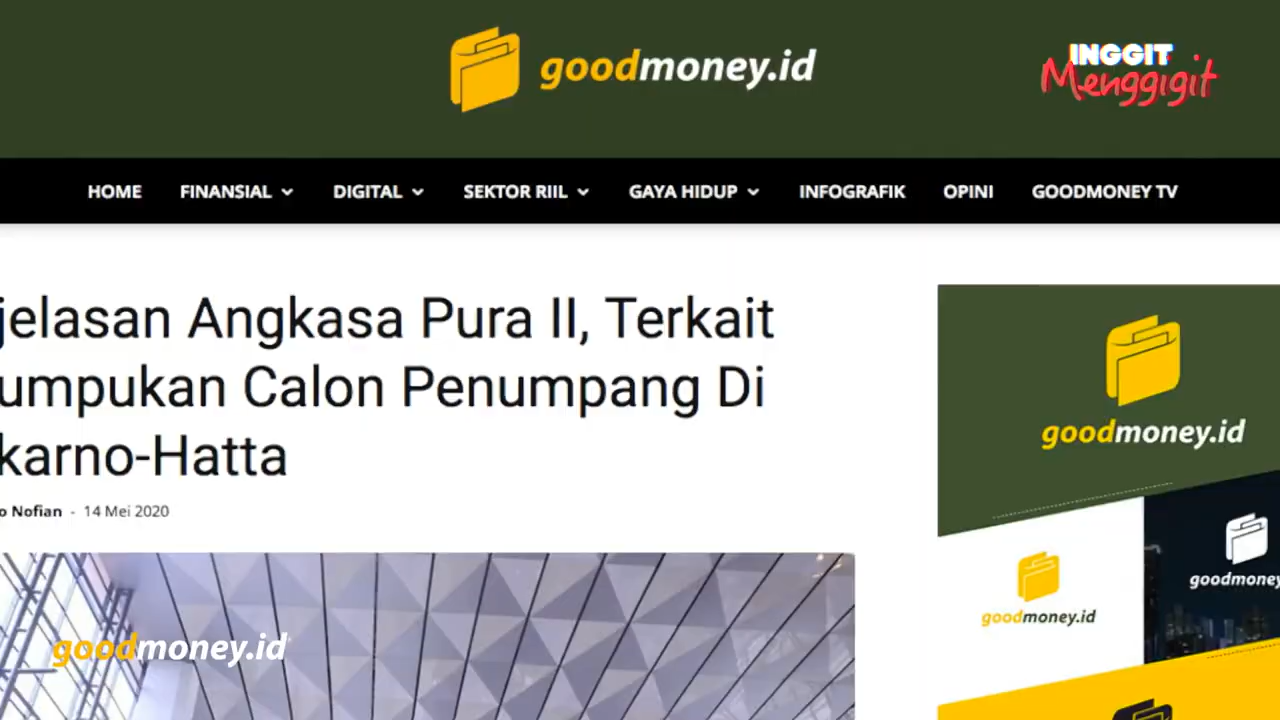 goodmoney.id
INGGIT
Menggigit
HOME FINANSIAL DIGITAL SEKTOR RIIL GAYA HIDUP INFOGRAFIK OPINI GOODMONEY TV
jelasan Angkasa Pura II, Terkait
umpukan Calon Penumpang Di
karno-Hatta
o Nofian - 14 Mei 2020
goodmoney.id
goodmoney.id
goodmoney
goodmoney.id